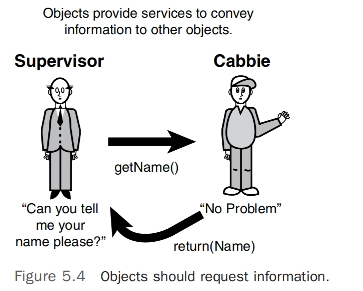 Objects provide services to convey
information to other objects.
Supervisor
Cabbie
getName()
“Can you tell
me your
name please?”
“No Problem”
return(Name)
Figure 5.4 Objects should request information.